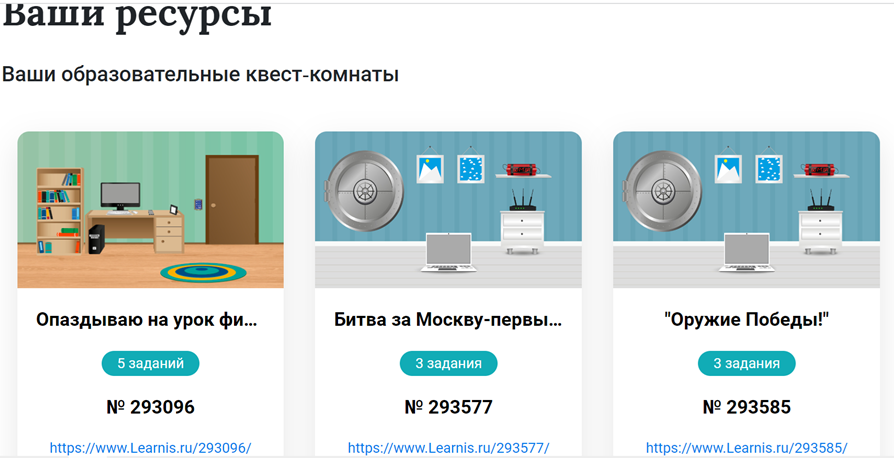 Ваши ресурсы
Ваши образовательные квест-комнаты
Опаздываю на урок фи...
5 заданий
№ 293096
https://www.Learnis.ru/293096/
Битва за Москву-первы...
3 задания
№ 293577
https://www.Learnis.ru/293577/
"Оружие Победы!"
3 задания
№ 293585
https://www.Learnis.ru/293585/